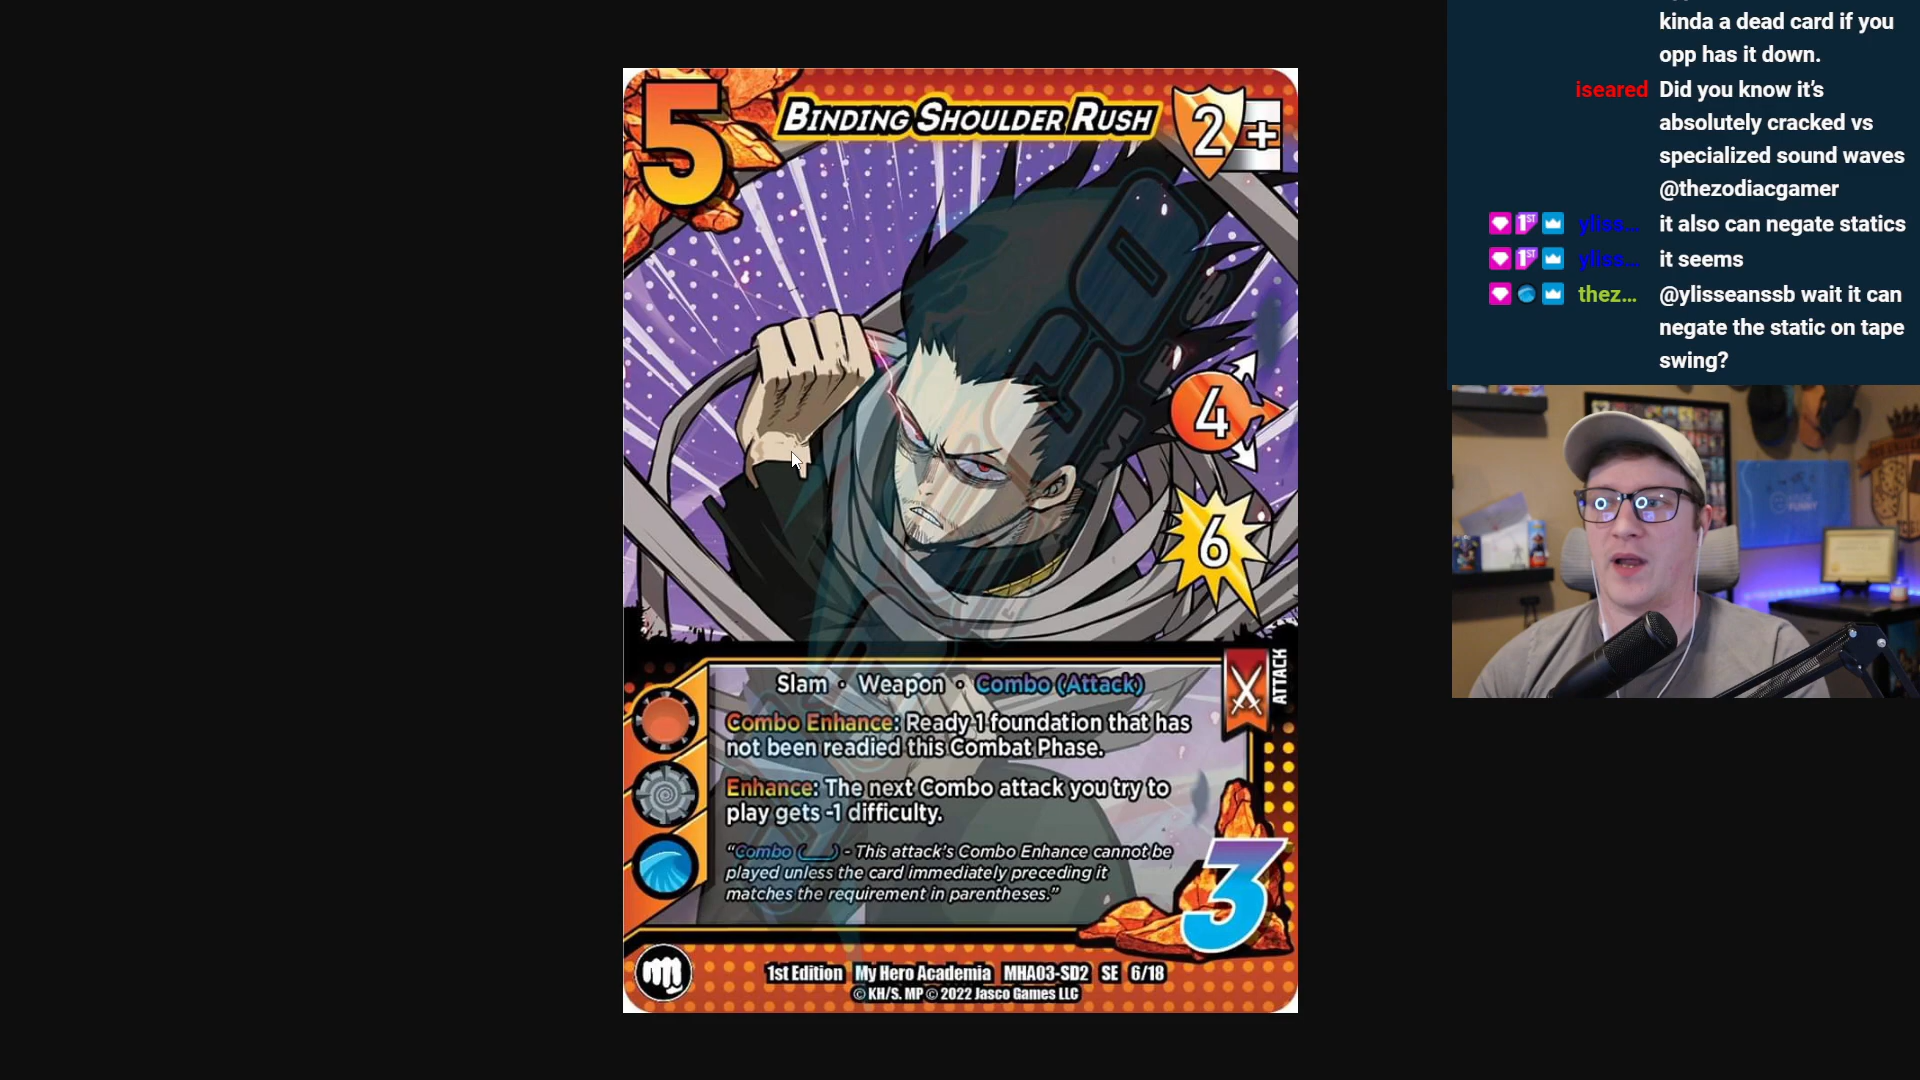 5
BINDING SHOULDER RUSH
2 +
4
6
ATTACK
Slam • Weapon • Combo (Attack)
Combo Enhance: Ready 1 foundation that has
not been readied this Combat Phase.
Enhance: The next Combo attack you try to
play gets -1 difficulty.
"Combo (___) - This attack's Combo Enhance cannot be
played unless the card immediately preceding it
matches the requirement in parentheses."
3
1st Edition My Hero Academia MHA03-SD2 SE 6/18
© KH/S. MP © 2022 Jasco Games LLC
kinda a dead card if you
opp has it down.
iseared Did you know it's
absolutely cracked vs
specialized sound waves
@thezodiacgamer
1ST yliss... it also can negate statics
1ST yliss... it seems
thez... @ylisseanssb wait it can
negate the static on tape
swing?